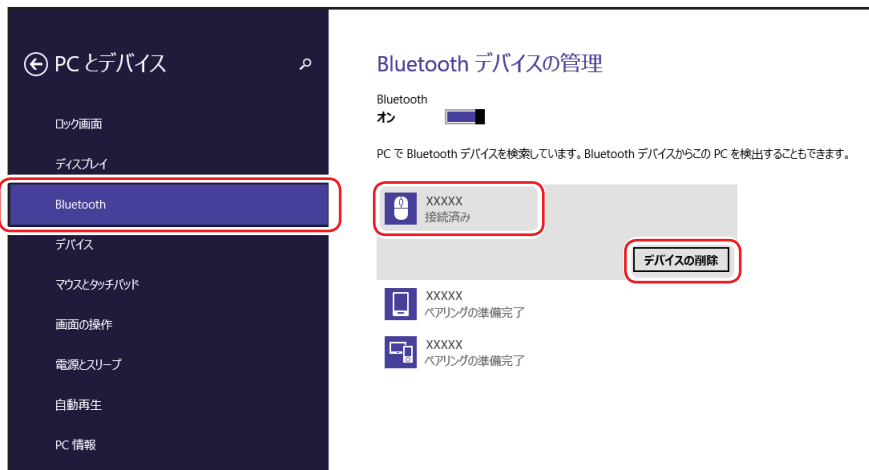 PC とデバイス
ロック画面
ディスプレイ
Bluetooth
デバイス
マウスとタッチパッド
画面の操作
電源とスリープ
自動再生
PC 情報
Bluetooth デバイスの管理
Bluetooth
オン
PC で Bluetooth デバイスを検索しています。Bluetooth デバイスからこの PC を検出することもできます。
XXXXX
接続済み
デバイスの削除
XXXXX
ペアリングの準備完了
XXXXX
ペアリングの準備完了